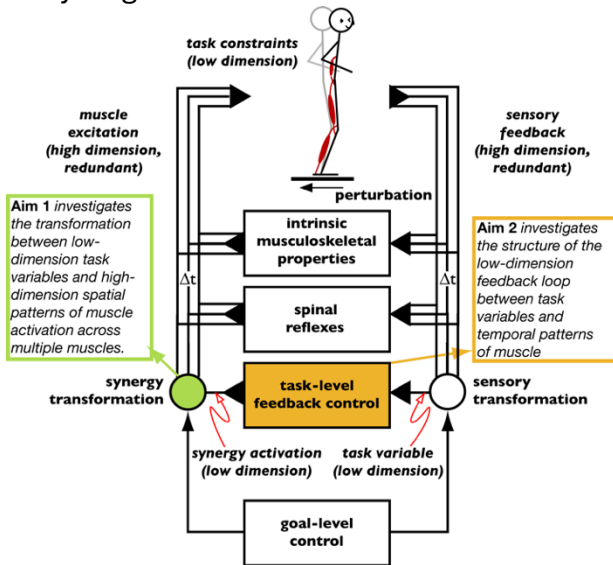 task constraints
(low dimension)
muscle
excitation
(high dimension,
redundant)
sensory
feedback
(high dimension,
redundant)
perturbation
Aim 1 investigates
the transformation
between low-
dimension task
variables and high-
dimension spatial
patterns of muscle
activation across
multiple muscles.
Δt
intrinsic
musculoskeletal
properties
Δt
Aim 2 investigates
the structure of the
low-dimension
feedback loop
between task
variables and
temporal patterns
of muscle
spinal
reflexes
synergy
transformation
task-level
feedback control
sensory
transformation
synergy activation
(low dimension)
task variable
(low dimension)
goal-level
control